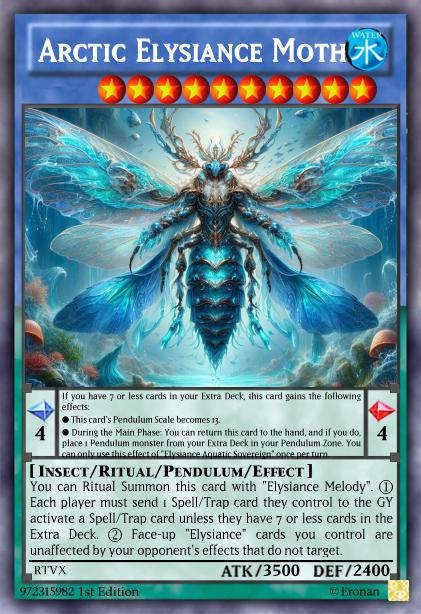 ARCTIC ELYSIANCE MOTH
WATER
水
If you have 7 or less cards in your Extra Deck, this card gains the following
effects:
● This card's Pendulum Scale becomes 13.
● During the Main Phase: You can return this card to the hand, and if you do,
place 1 Pendulum monster from your Extra Deck in your Pendulum Zone. You
can only use this effect of "Elysiance Aquatic Sovereign" once per turn
4
4
[ INSECT/RITUAL/PENDULUM/EFFECT ]
You can Ritual Summon this card with "Elysiance Melody". ①
Each player must send 1 Spell/Trap card they control to the GY
activate a Spell/Trap card unless they have 7 or less cards in the
Extra Deck. ② Face-up "Elysiance" cards you control are
unaffected by your opponent's effects that do not target.
RTVX
ATK/3500 DEF/2400
972315982 1st Edition
©Eronan